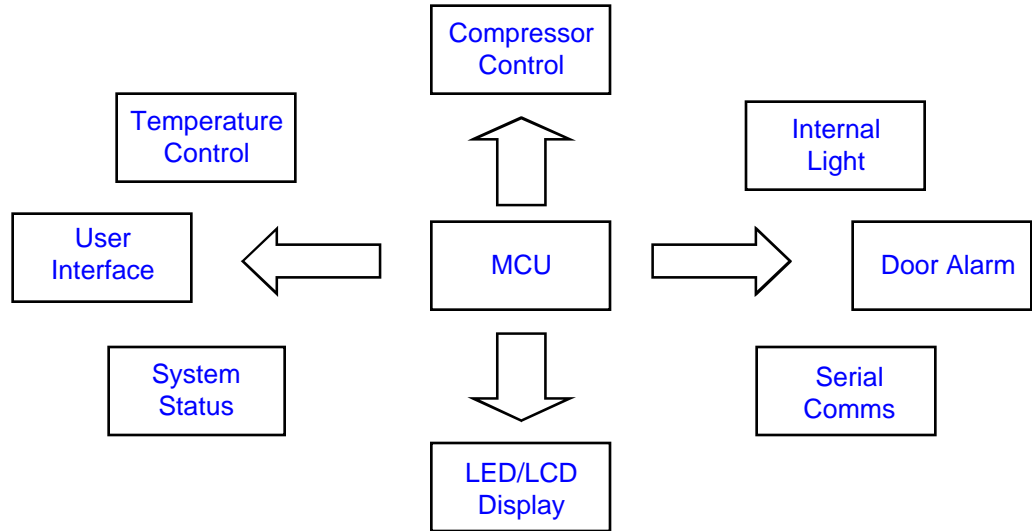 Compressor
Control
Temperature
Control
Internal
Light
User
Interface
MCU
Door Alarm
System
Status
Serial
Comms
LED/LCD
Display